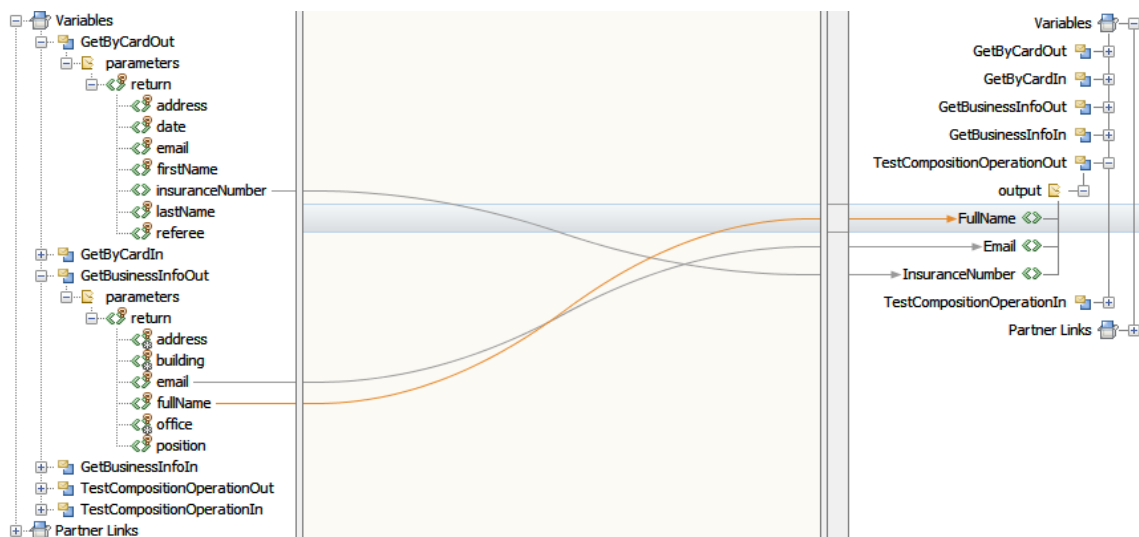 Variables
GetByCardOut
parameters
return
address
date
email
firstName
insuranceNumber
lastName
referee
GetByCardIn
GetBusinessInfoOut
parameters
return
address
building
email
fullName
office
position
GetBusinessInfoIn
TestCompositionOperationOut
TestCompositionOperationIn
Partner Links
Variables
GetByCardOut
GetByCardIn
GetBusinessInfoOut
GetBusinessInfoIn
TestCompositionOperationOut
output
FullName
Email
InsuranceNumber
TestCompositionOperationIn
Partner Links